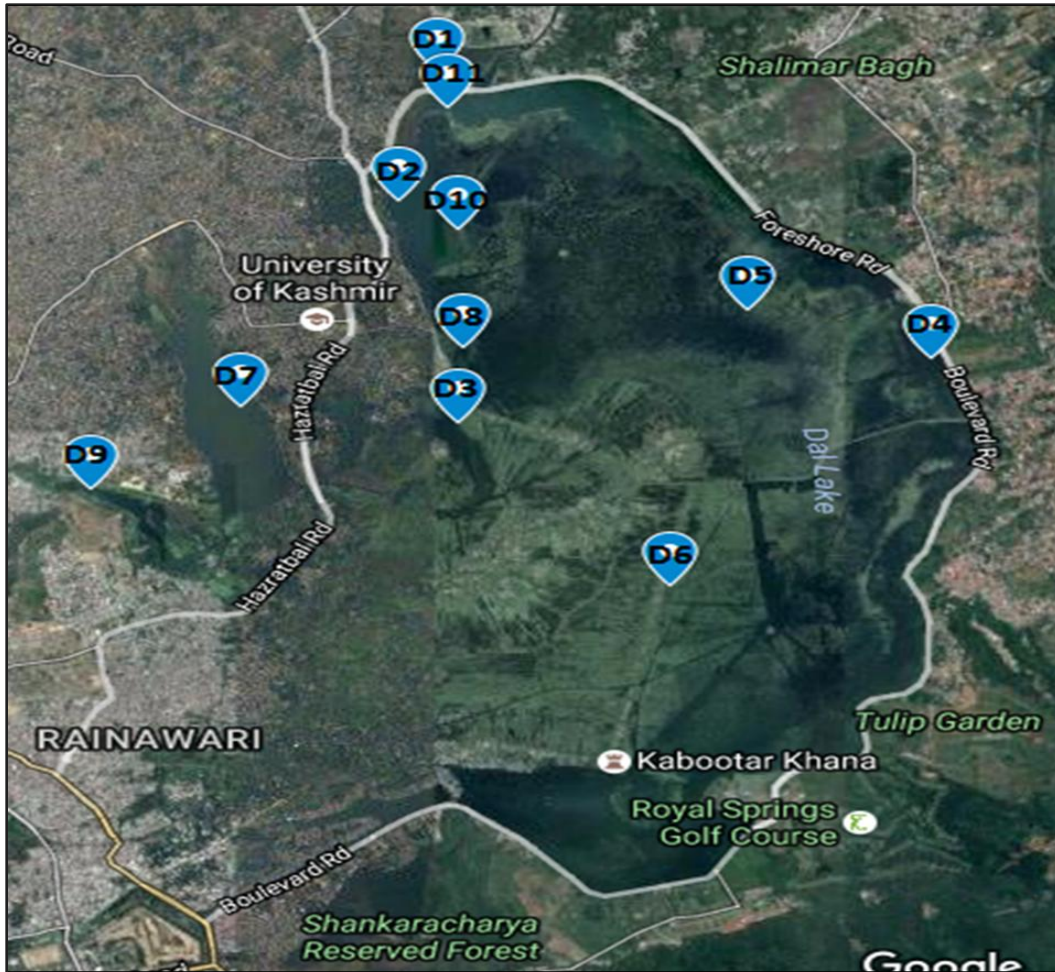 Road
D1
D11
Shalimar Bagh
D2
D10
Foreshore Rd
University
of Kashmir
D5
D8
D4
D7
D3
Hazratbal Rd
Boulevard Rd
D9
Dal Lake
D6
Hazratbal Rd
Tulip Garden
RAINAWARI
Kabootar Khana
Royal Springs
Golf Course
Boulevard Rd
Shankaracharya
Reserved Forest
Google